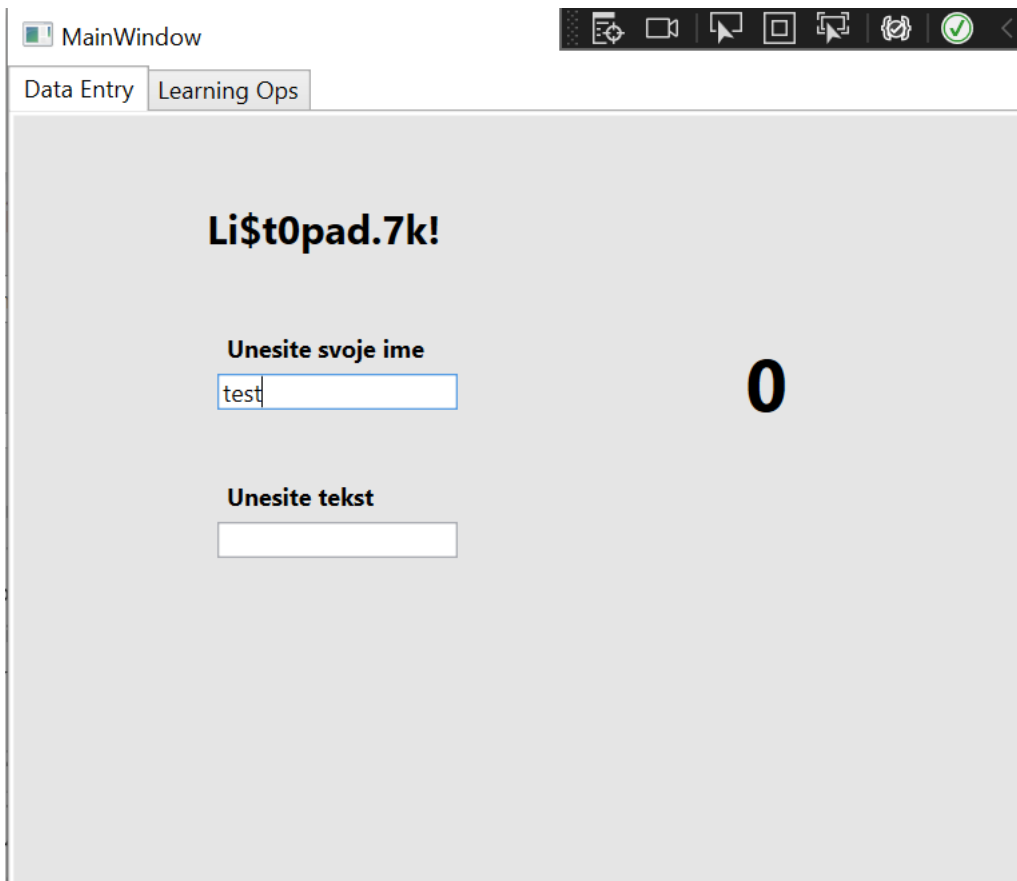 MainWindow
Data Entry
Learning Ops
Li$t0pad.7k!
Unesite svoje ime
test
0
Unesite tekst